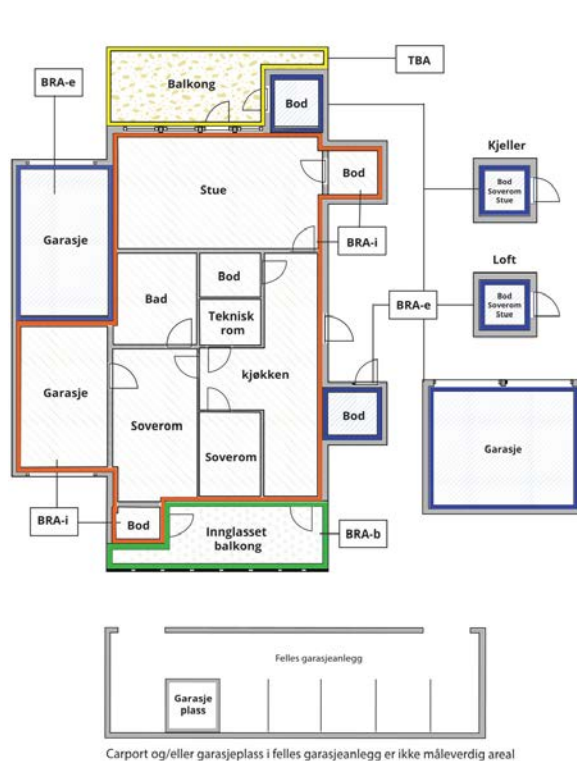 TBA
BRA-e
Balkong
Bod
Kjeller
Bod
Soverom
Stue
Stue
Bod
Garasje
BRA-i
Loft
Bod
Soverom
Stue
Bad
Bod
Teknisk
rom
BRA-e
kjøkken
Garasje
Bod
Soverom
Soverom
Garasje
BRA-i
Bod
Innglasset
balkong
BRA-b
Felles garasjeanlegg
Garasje
plass
Carport og/eller garasjeplass i felles garasjeanlegg er ikke måleverdig areal